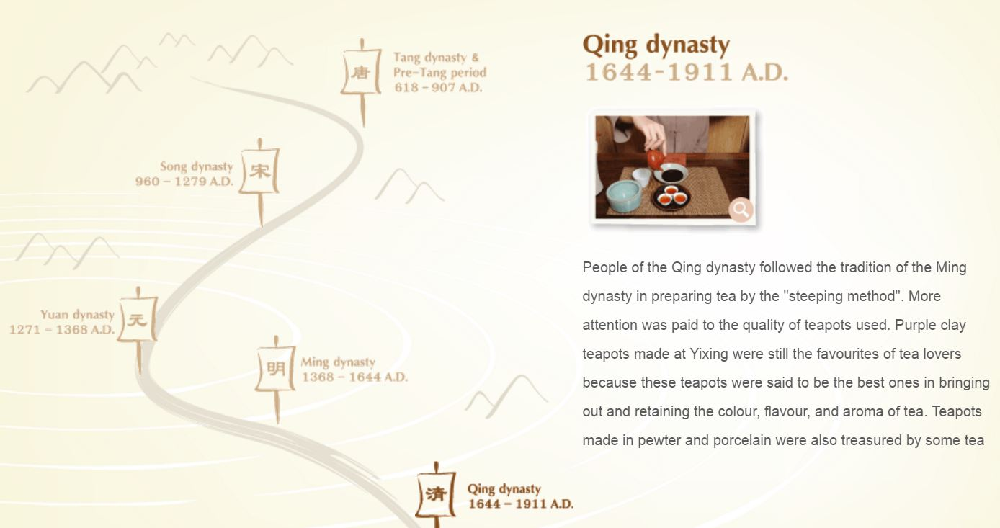 唐
Tang dynasty &
Pre-Tang period
618 - 907 A.D.
Song dynasty
960 - 1279 A.D.
宋
Yuan dynasty
1271 - 1368 A.D.
元
明
Ming dynasty
1368 - 1644 A.D.
清
Qing dynasty
1644 - 1911 A.D.
Qing dynasty
1644-1911 A.D.
People of the Qing dynasty followed the tradition of the Ming
dynasty in preparing tea by the "steeping method". More
attention was paid to the quality of teapots used. Purple clay
teapots made at Yixing were still the favourites of tea lovers
because these teapots were said to be the best ones in bringing
out and retaining the colour, flavour, and aroma of tea. Teapots
made in pewter and porcelain were also treasured by some tea